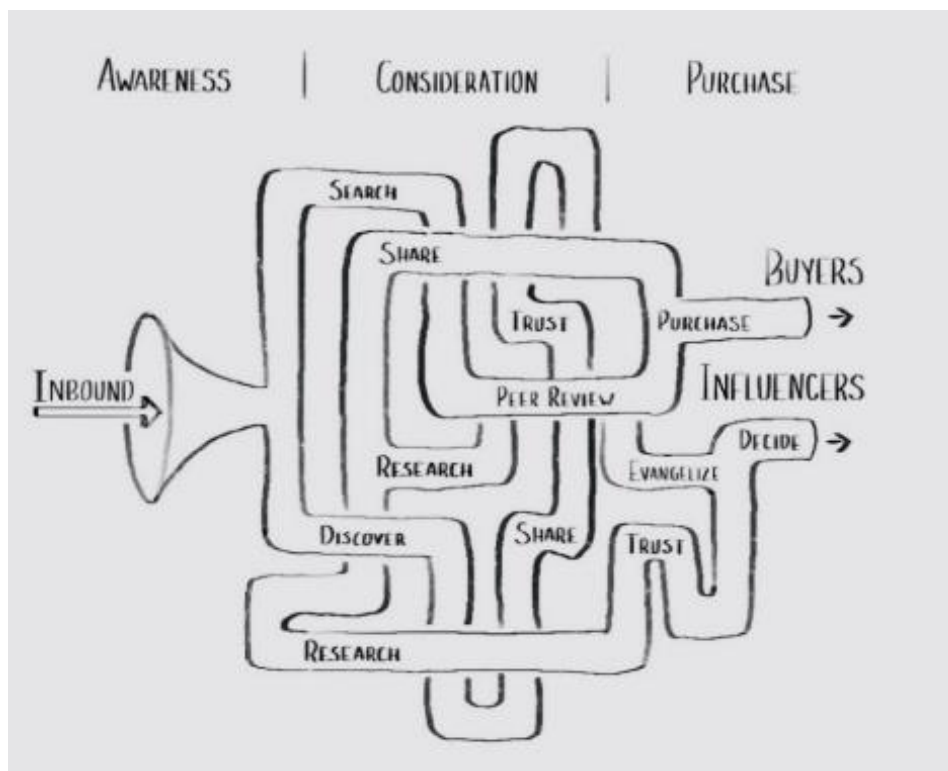 AWARENESS | CONSIDERATION | PURCHASE
SEARCH
SHARE
BUYERS
TRUST
PURCHASE
INBOUND
PEER REVIEW
INFLUENCERS
DECIDE
RESEARCH
EVANGELIZE
DISCOVER
SHARE
TRUST
RESEARCH